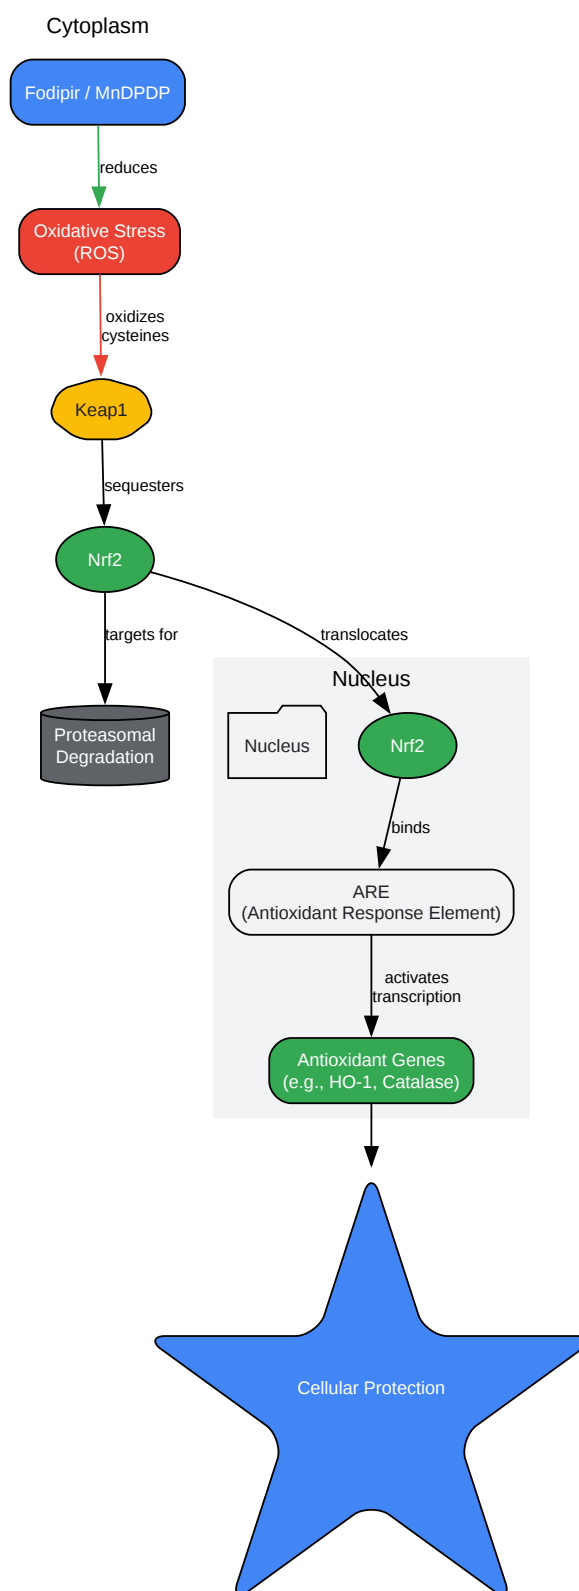 Cytoplasm
Fodipir / MnDPDP
reduces
Oxidative Stress
(ROS)
oxidizes
cysteines
Keap1
sequesters
Nrf2
targets for
translocates
Proteasomal
Degradation
Nucleus
Nucleus
Nrf2
binds
ARE
(Antioxidant Response Element)
activates
transcription
Antioxidant Genes
(e.g., HO-1, Catalase)
Cellular Protection